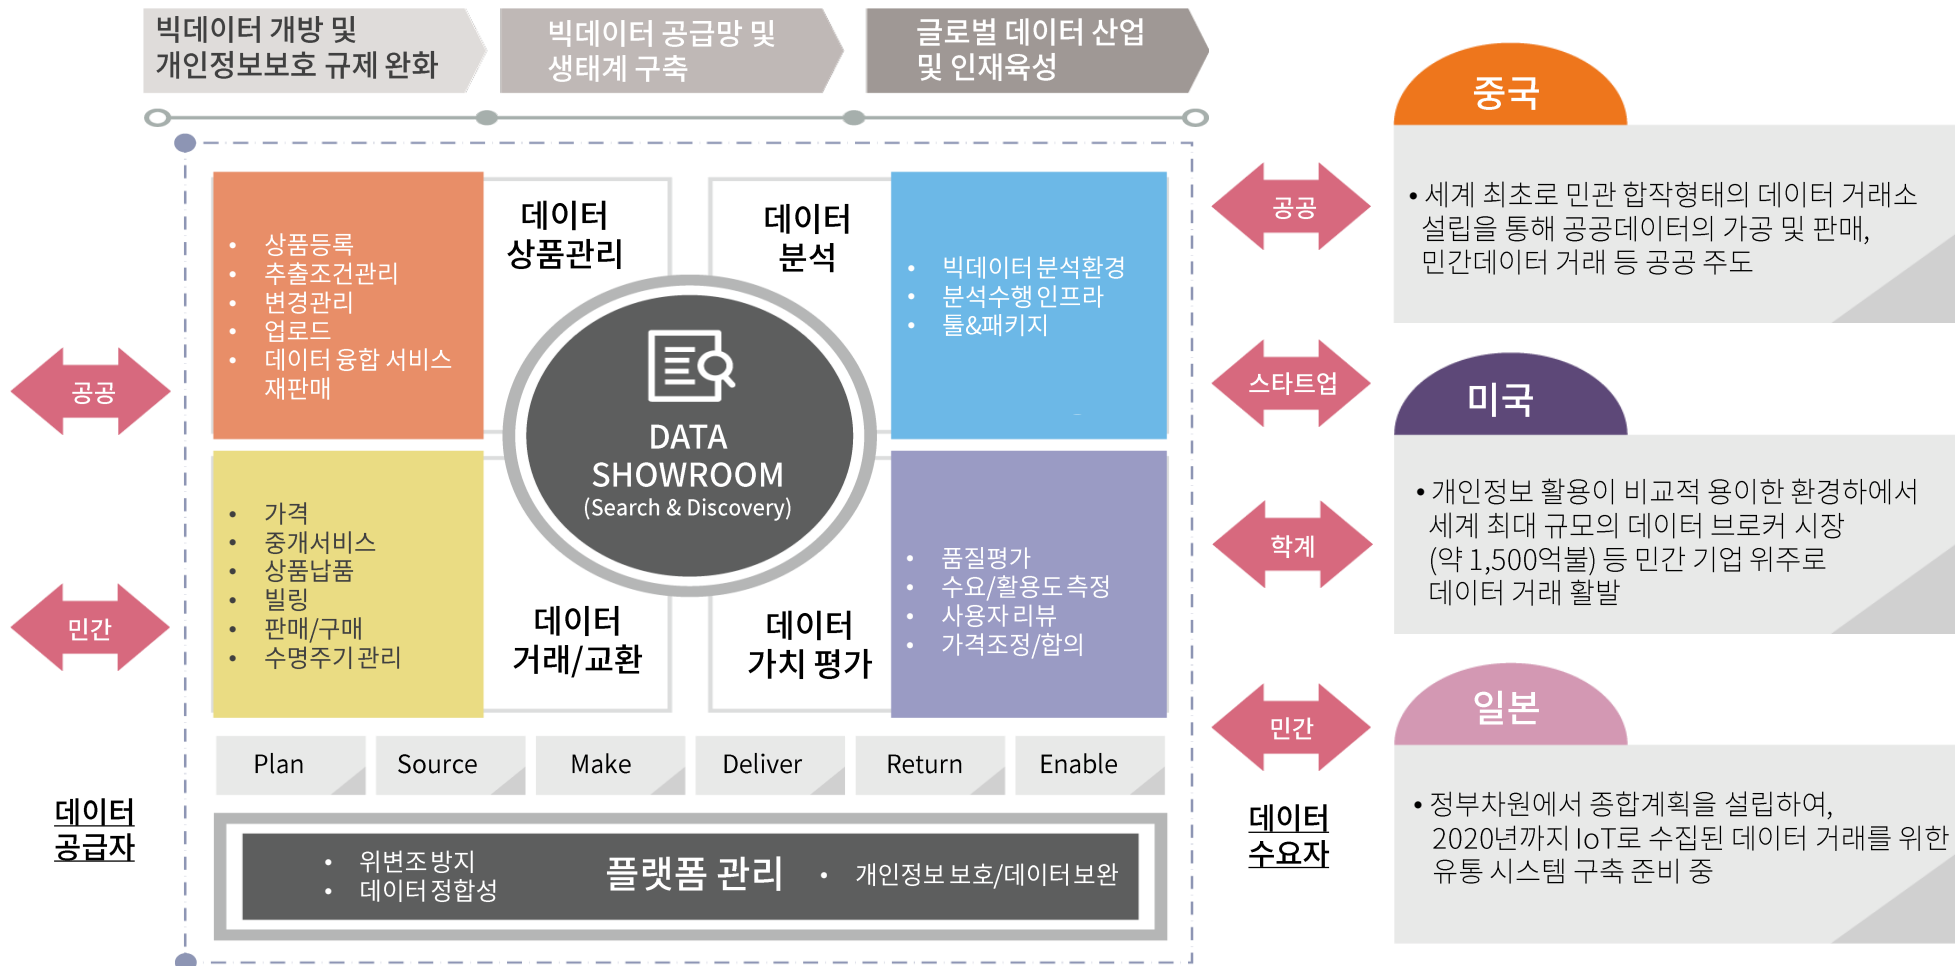 빅데이터 개방 및
개인정보보호 규제 완화
빅데이터 공급망 및
생태계 구축
글로벌 데이터 산업
및 인재육성
공공
민간
데이터
공급자
• 상품등록
• 추출조건관리
• 변경관리
• 업로드
• 데이터 융합 서비스
재판매
데이터
상품관리
데이터
분석
• 빅데이터 분석환경
• 분석수행 인프라
• 툴&패키지
DATA
SHOWROOM
(Search & Discovery)
• 가격
• 중개서비스
• 상품납품
• 빌링
• 판매/구매
• 수명주기 관리
데이터
거래/교환
데이터
가치 평가
• 품질평가
• 수요/활용도 측정
• 사용자 리뷰
• 가격조정/합의
Plan
Source
Make
Deliver
Return
Enable
• 위변조 방지
• 데이터 정합성
플랫폼 관리
• 개인정보 보호/데이터 보완
공공
스타트업
학계
민간
데이터
수요자
중국
• 세계 최초로 민관 합작형태의 데이터 거래소
설립을 통해 공공데이터의 가공 및 판매,
민간데이터 거래 등 공공 주도
미국
• 개인정보 활용이 비교적 용이한 환경하에서
세계 최대 규모의 데이터 브로커 시장
(약 1,500억불) 등 민간 기업 위주로
데이터 거래 활발
일본
• 정부차원에서 종합계획을 설립하여,
2020년까지 IoT로 수집된 데이터 거래를 위한
유통 시스템 구축 준비 중